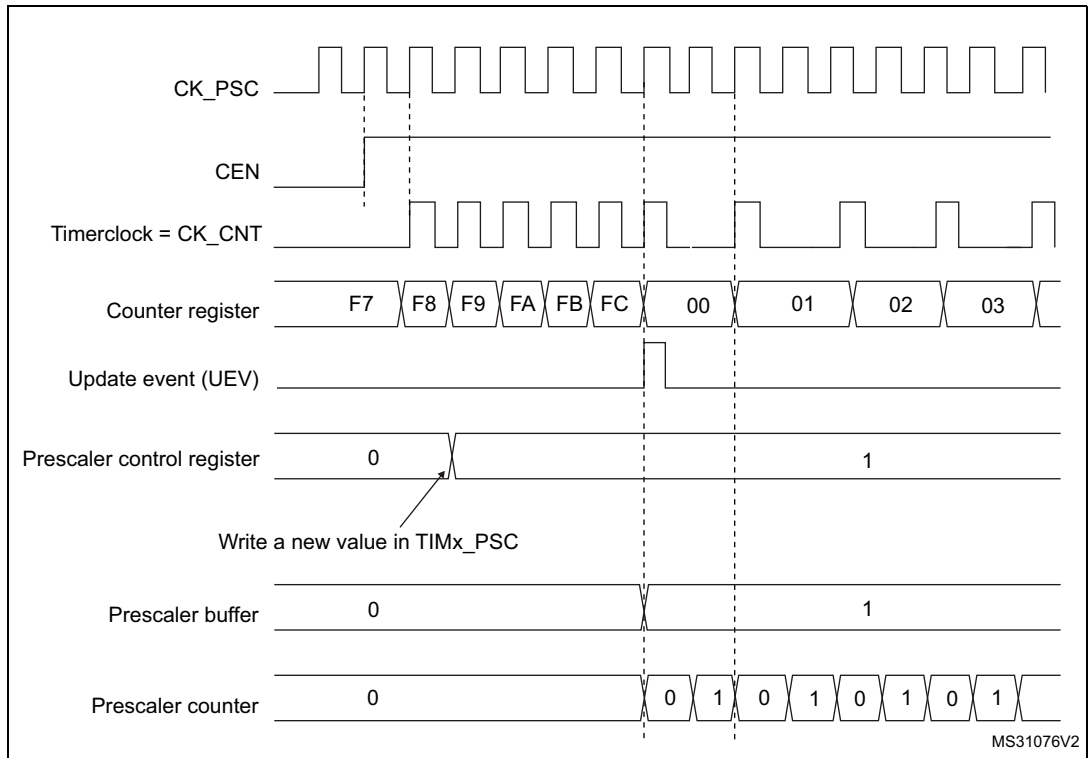 CK_PSC
CEN
Timerclock = CK_CNT
Counter register F7 F8 F9 FA FB FC 00 01 02 03
Update event (UEV)
Prescaler control register 0 1
Write a new value in TIMx_PSC
Prescaler buffer 0 1
Prescaler counter 0 0 1 0 1 0 1 0 1
MS31076V2